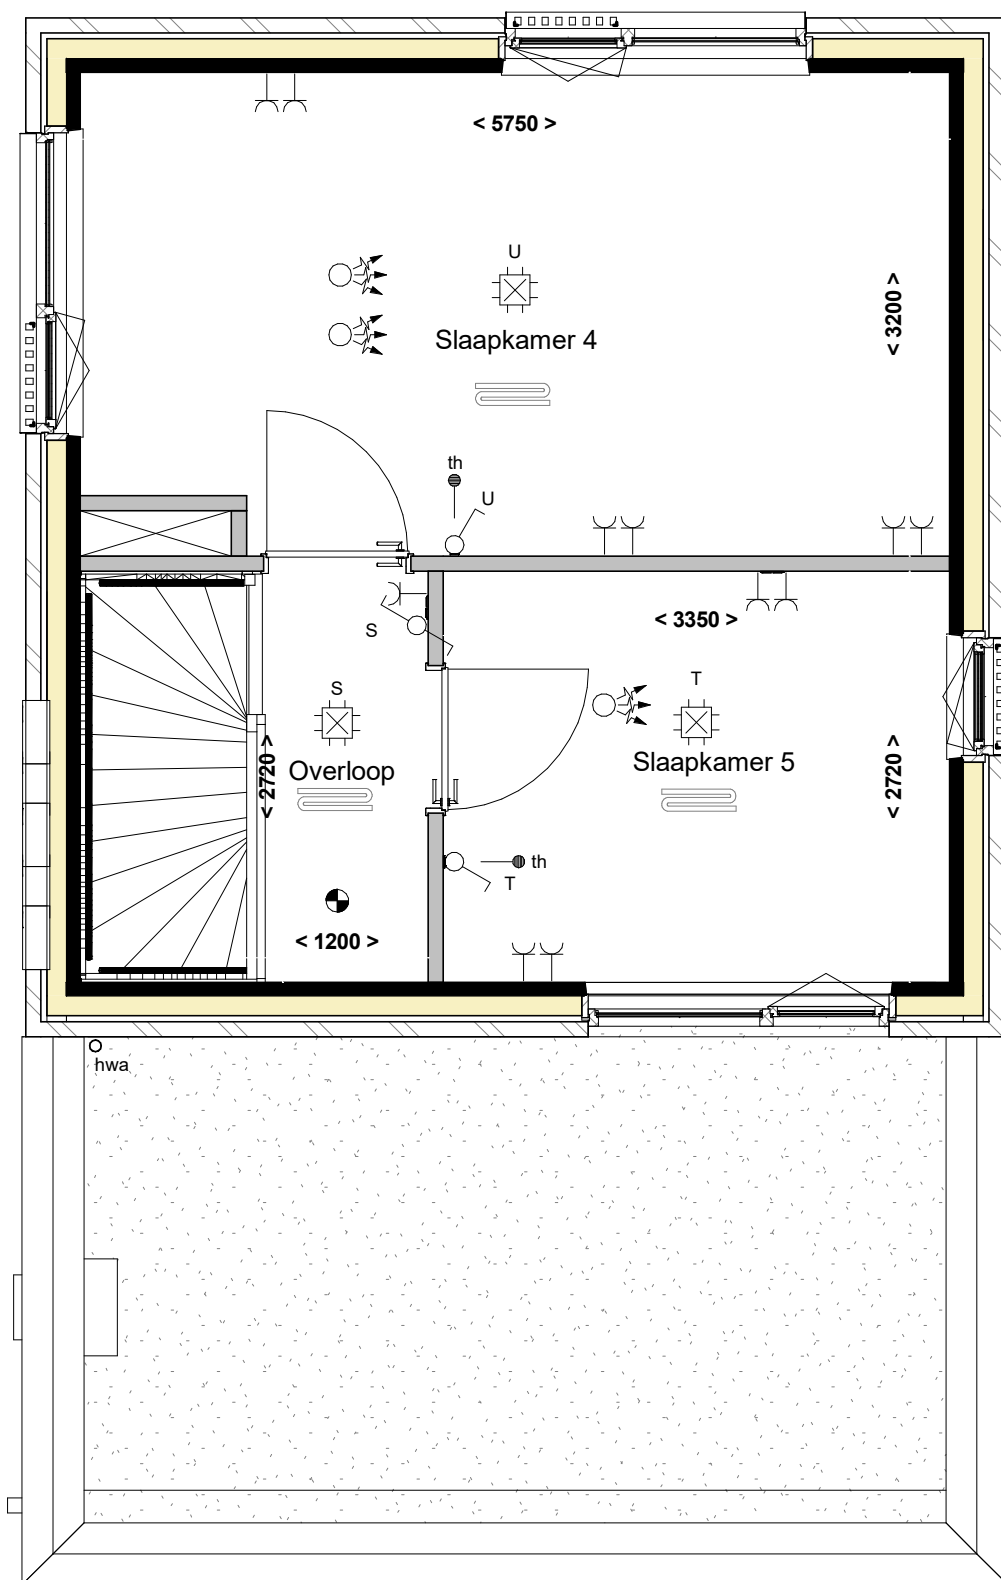 < 5750 >
U
< 3200 >
Slaapkamer 4
th
U
< 3350 >
S
S
T
< 2720 >
Overloop
Slaapkamer 5
< 2720 >
th
T
< 1200 >
hwa